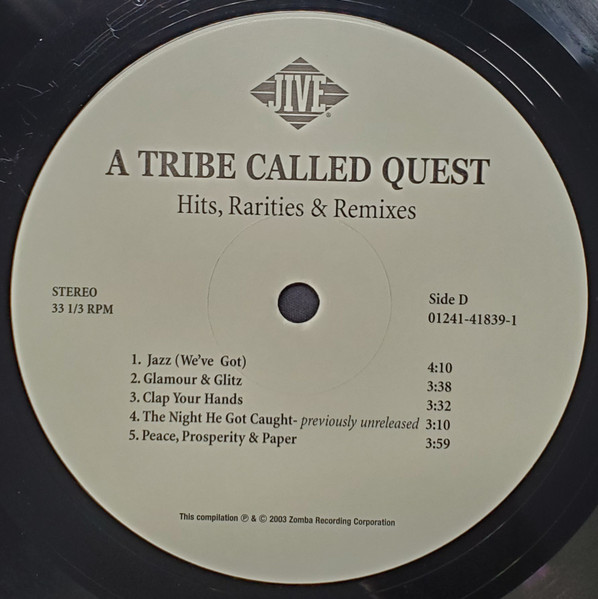 JIVE®
A TRIBE CALLED QUEST
Hits, Rarities & Remixes
STEREO
33 1/3 RPM
Side D
01241-41839-1
1. Jazz (We've Got) 4:10
2. Glamour & Glitz 3:38
3. Clap Your Hands 3:32
4. The Night He Got Caught- previously unreleased 3:10
5. Peace, Prosperity & Paper 3:59
This compilation ℗ & © 2003 Zomba Recording Corporation